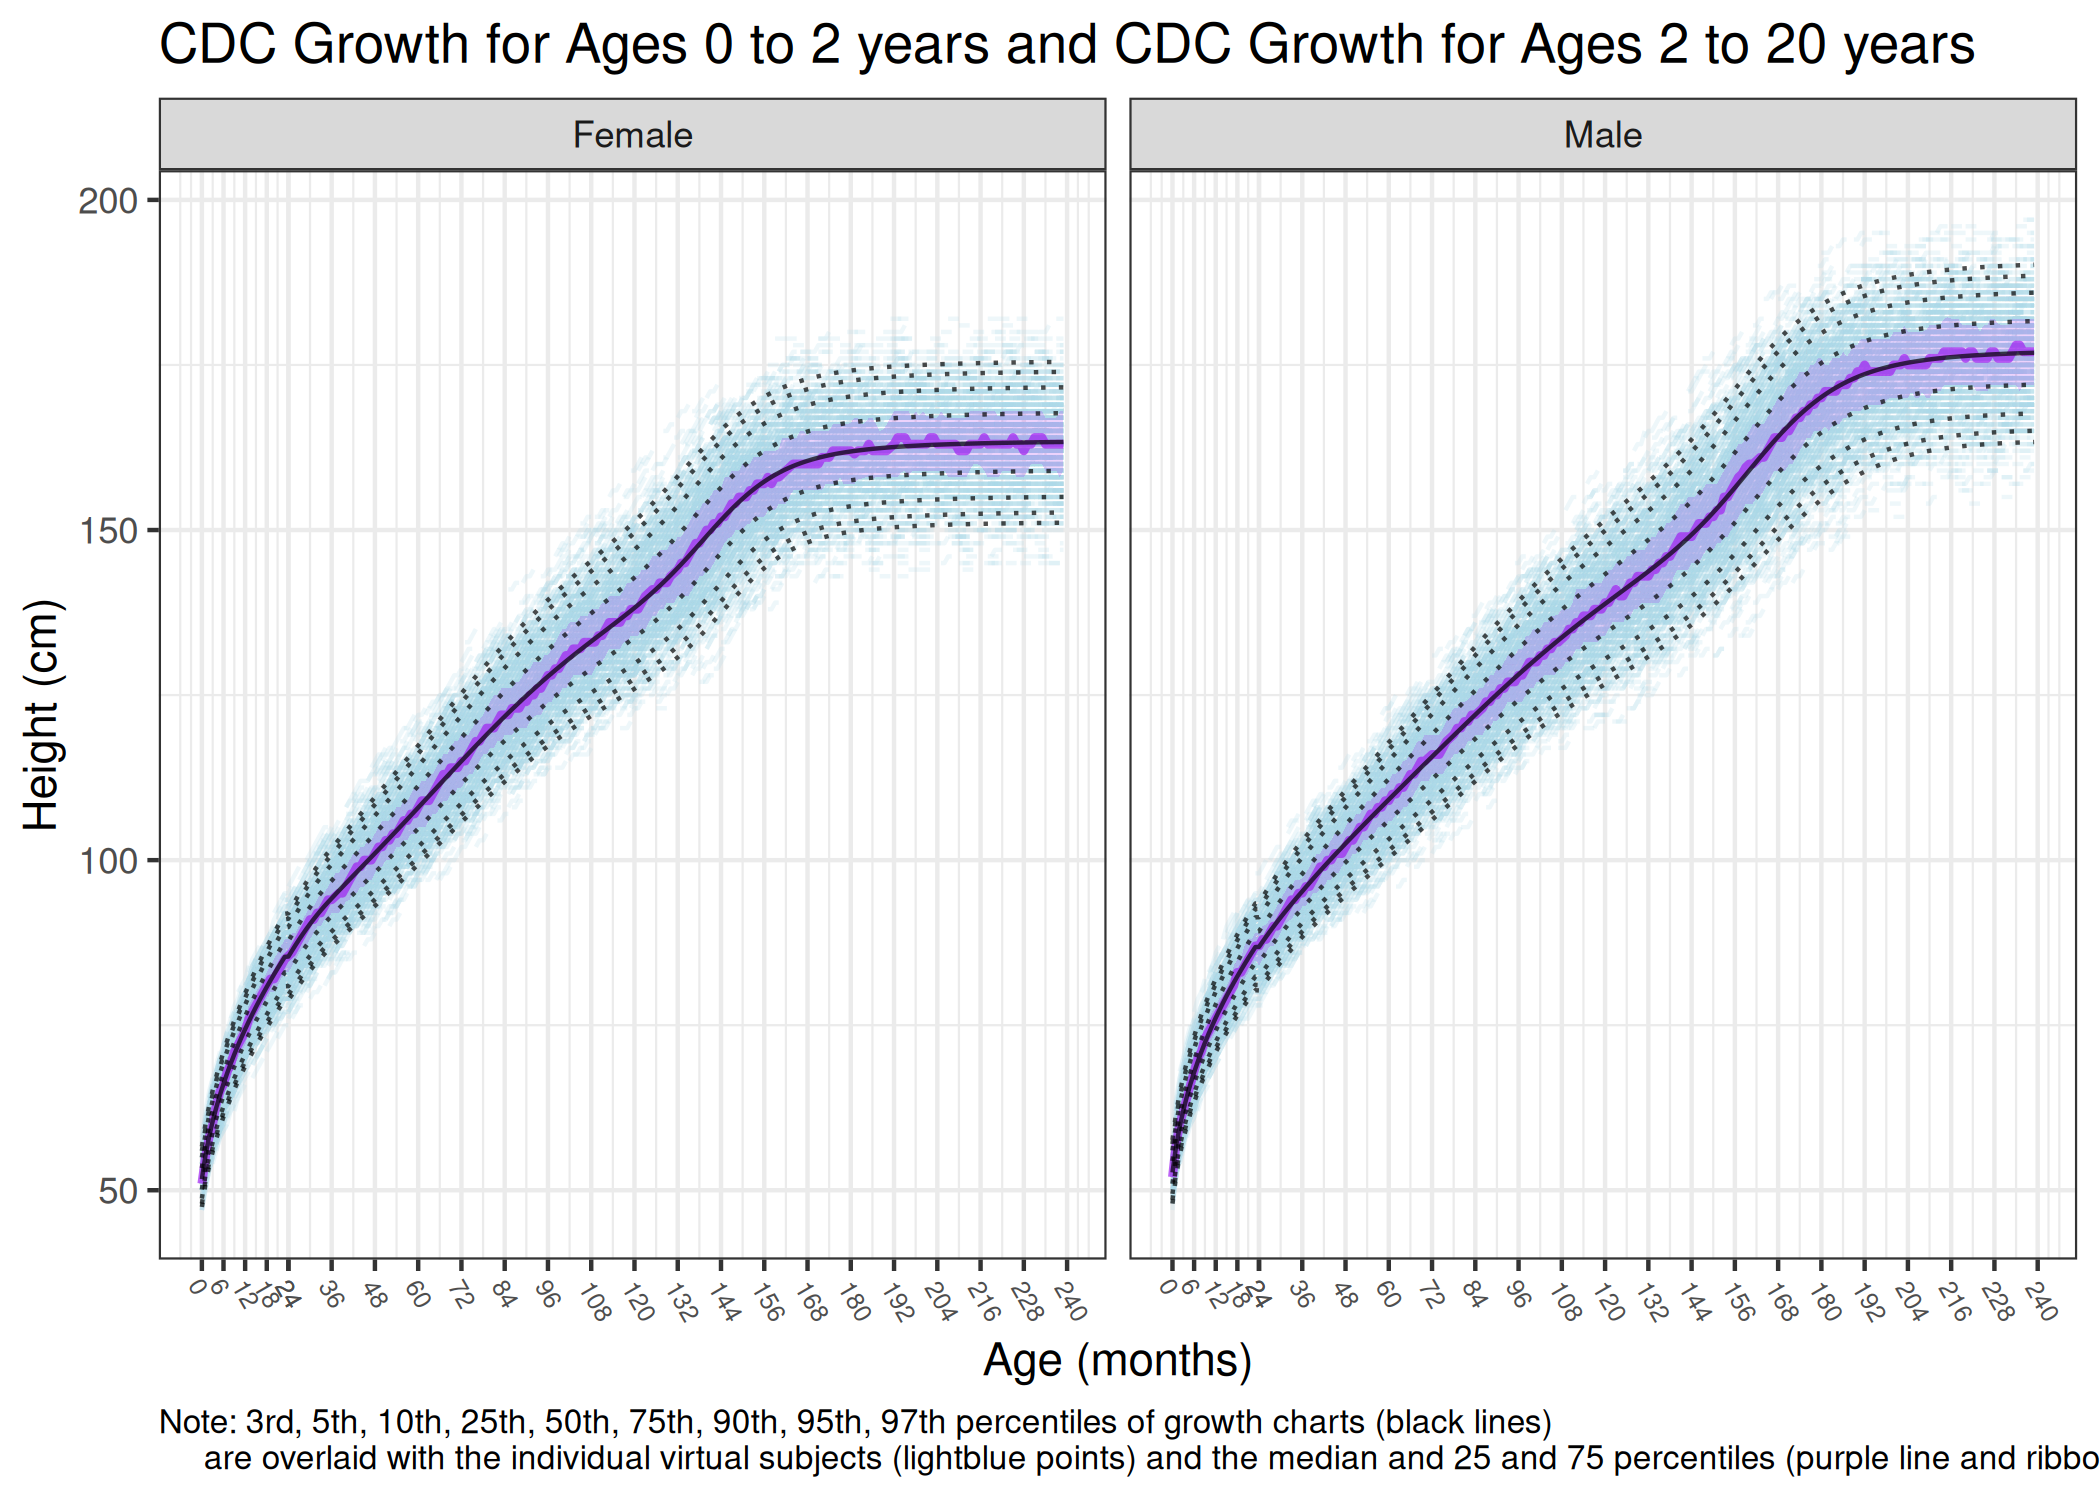 CDC Growth for Ages 0 to 2 years and CDC Growth for Ages 2 to 20 years
Female
Male
Height (cm)
200
150
100
50
0 6 12 18 24 36 48 60 72 84 96 108 120 132 144 156 168 180 192 204 216 228 240
0 6 12 18 24 36 48 60 72 84 96 108 120 132 144 156 168 180 192 204 216 228 240
Age (months)
Note: 3rd, 5th, 10th, 25th, 50th, 75th, 90th, 95th, 97th percentiles of growth charts (black lines)
are overlaid with the individual virtual subjects (lightblue points) and the median and 25 and 75 percentiles (purple line and ribbo